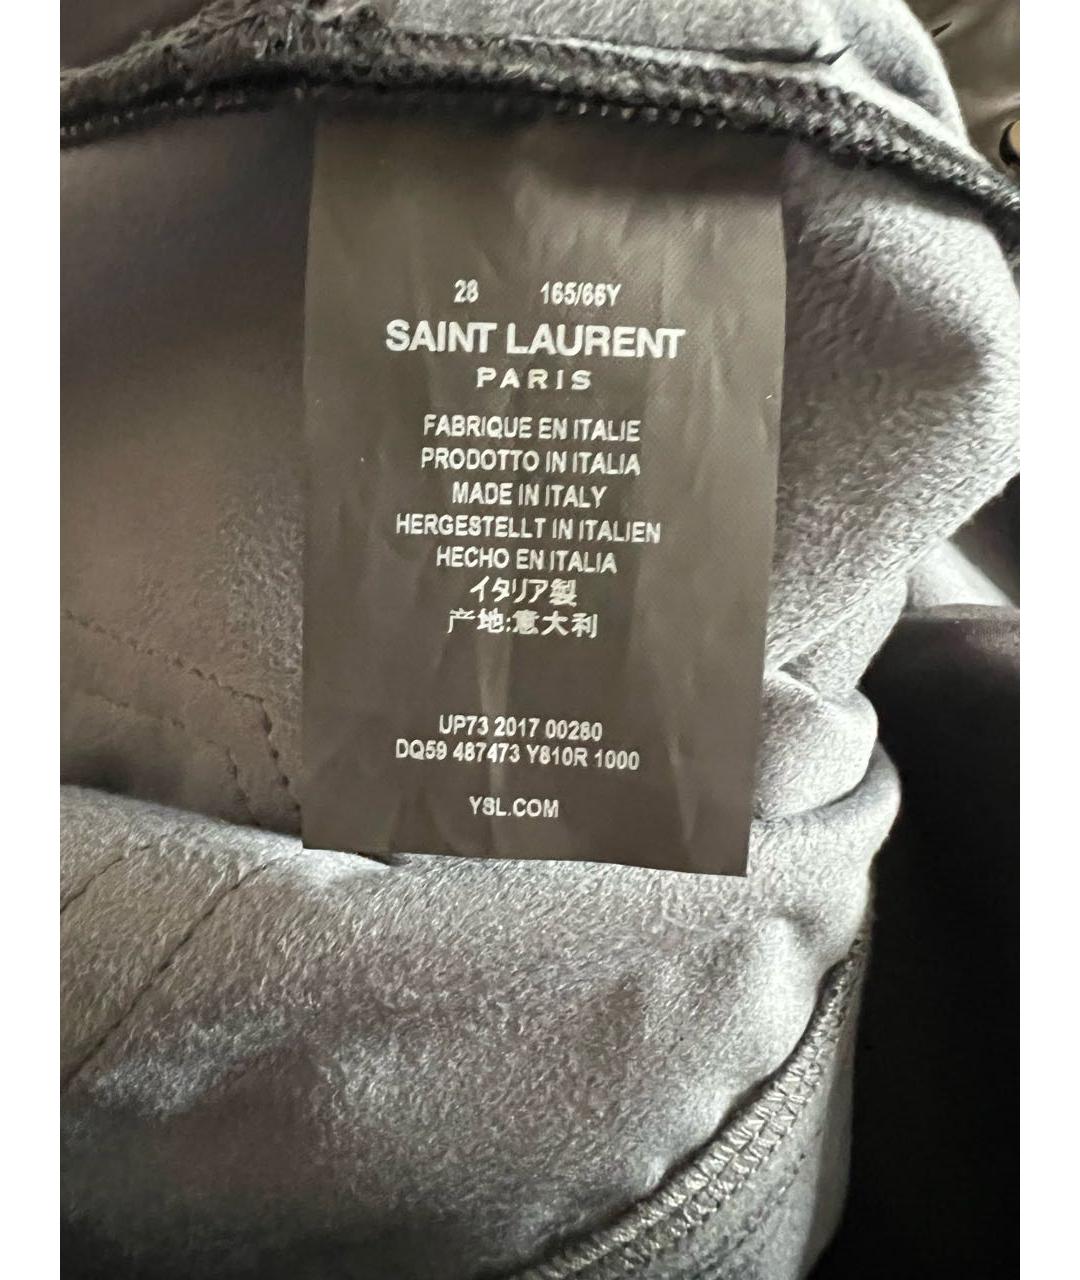 28 165/66Y
SAINT LAURENT
PARIS
FABRIQUE EN ITALIE
PRODOTTO IN ITALIA
MADE IN ITALY
HERGESTELLT IN ITALIEN
HECHO EN ITALIA
イタリア製
产地:意大利
UP73 2017 00280
DQ59 487473 Y810R 1000
YSL.COM